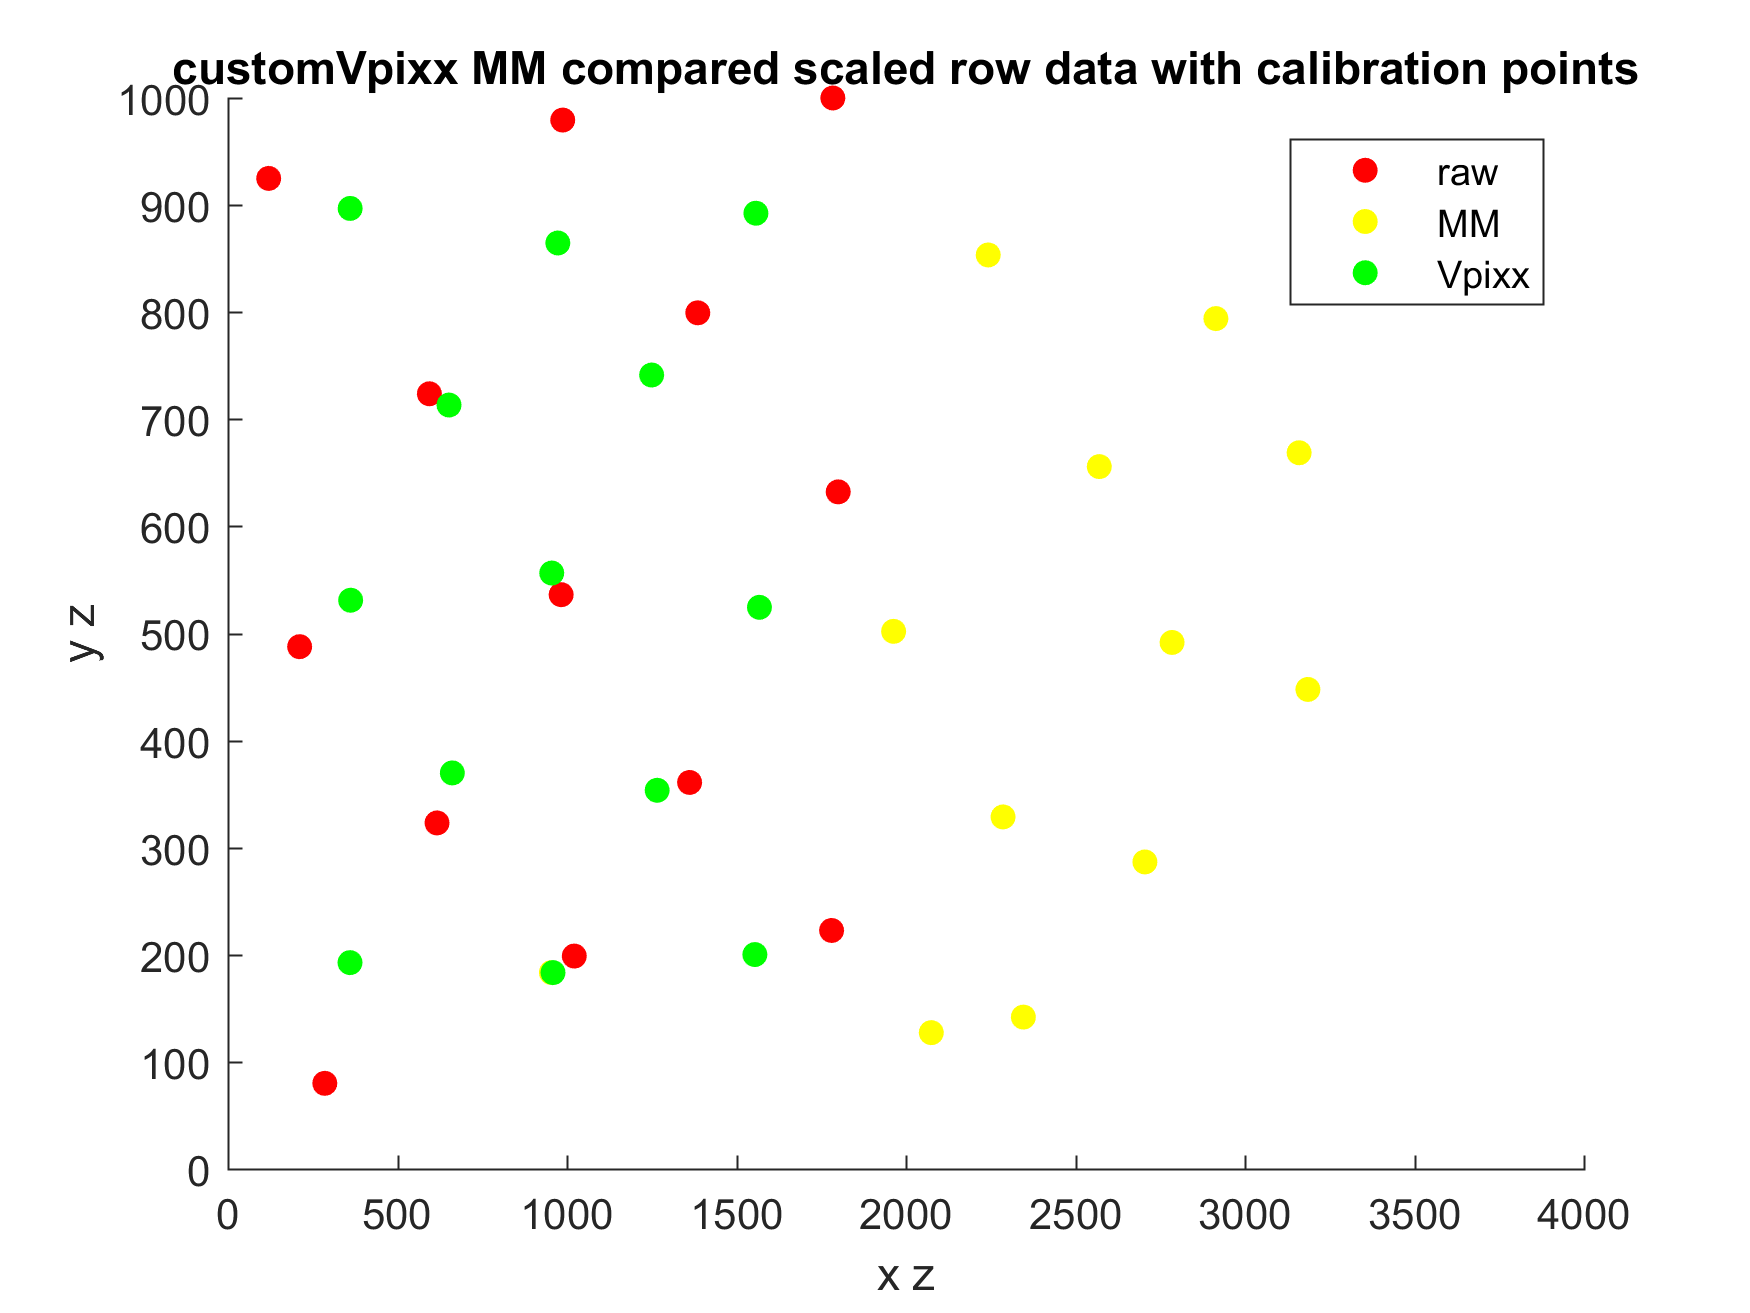 customVpixx MM compared scaled row data with calibration points
1000
900
800
700
600
500
400
300
200
100
0
y z
raw
MM
Vpixx
0 500 1000 1500 2000 2500 3000 3500 4000
x z